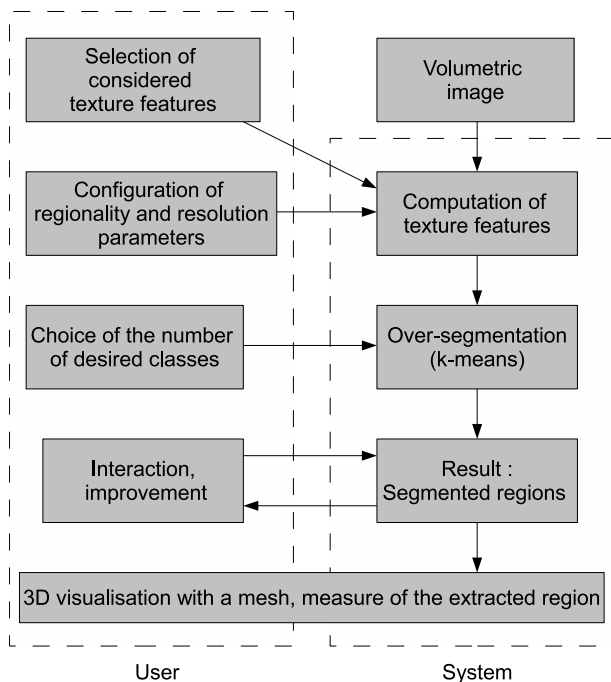 Selection of
considered
texture features
Volumetric
image
Configuration of
regionality and resolution
parameters
Computation of
texture features
Choice of the number
of desired classes
Over-segmentation
(k-means)
Interaction,
improvement
Result :
Segmented regions
3D visualisation with a mesh, measure of the extracted region
User
System